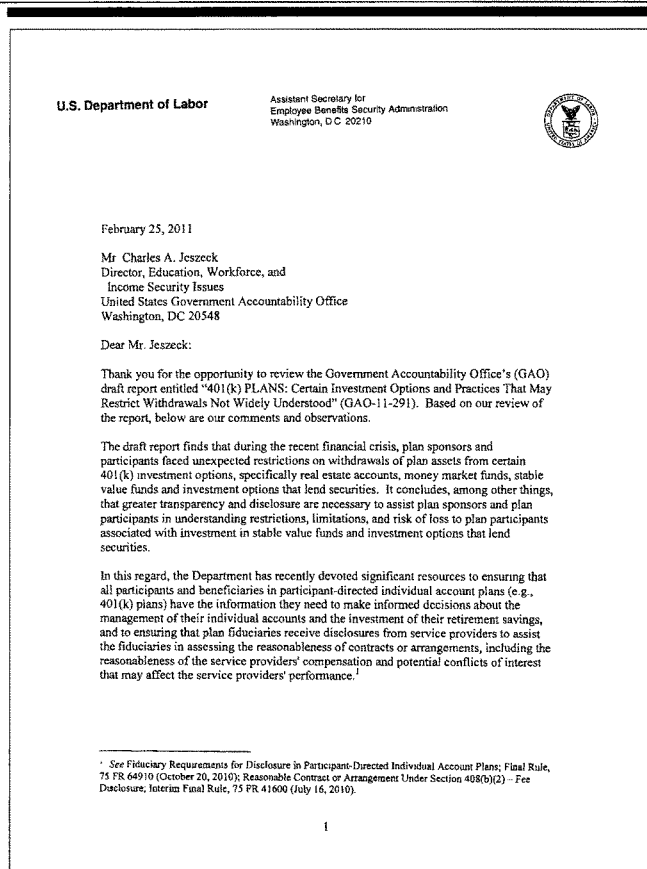 U.S. Department of Labor
Assistant Secretary for
Employee Benefits Security Administration
Washington, D C 20210
February 25, 2011
Mr Charles A. Jeszeck
Director, Education, Workforce, and
Income Security Issues
United States Government Accountability Office
Washington, DC 20548
Dear Mr. Jeszeck:
Thank you for the opportunity to review the Government Accountability Office's (GAO)
draft report entitled "401(k) PLANS: Certain Investment Options and Practices That May
Restrict Withdrawals Not Widely Understood" (GAO-11-291). Based on our review of
the report, below are our comments and observations.
The draft report finds that during the recent financial crisis, plan sponsors and
participants faced unexpected restrictions on withdrawals of plan assets from certain
401(k) investment options, specifically real estate accounts, money market funds, stable
value funds and investment options that lend securities. It concludes, among other things,
that greater transparency and disclosure are necessary to assist plan sponsors and plan
participants in understanding restrictions, limitations, and risk of loss to plan participants
associated with investment in stable value funds and investment options that lend
securities.
In this regard, the Department has recently devoted significant resources to ensuring that
all participants and beneficiaries in participant-directed individual account plans (e.g.,
401(k) plans) have the information they need to make informed decisions about the
management of their individual accounts and the investment of their retirement savings,
and to ensuring that plan fiduciaries receive disclosures from service providers to assist
the fiduciaries in assessing the reasonableness of contracts or arrangements, including the
reasonableness of the service providers' compensation and potential conflicts of interest
that may affect the service providers' performance.1
1 See Fiduciary Requirements for Disclosure in Participant-Directed Individual Account Plans; Final Rule,
75 FR 64910 (October 20, 2010); Reasonable Contract or Arrangement Under Section 408(b)(2) – Fee
Disclosure; Interim Final Rule, 75 FR 41600 (July 16, 2010).
1